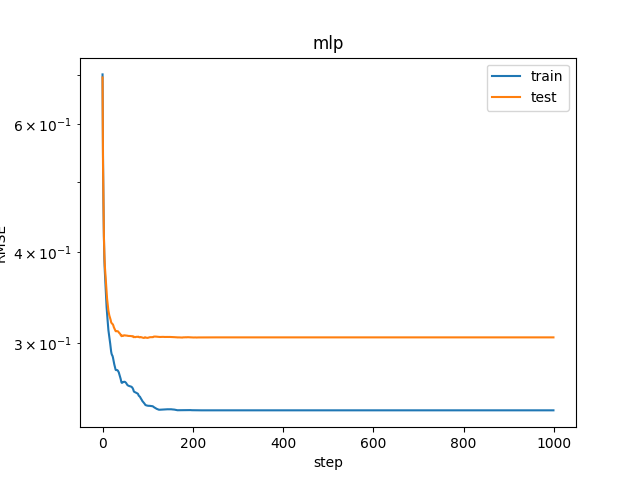 mlp
train
test
6 × 10⁻¹
4 × 10⁻¹
3 × 10⁻¹
RMSE
0 200 400 600 800 1000
step